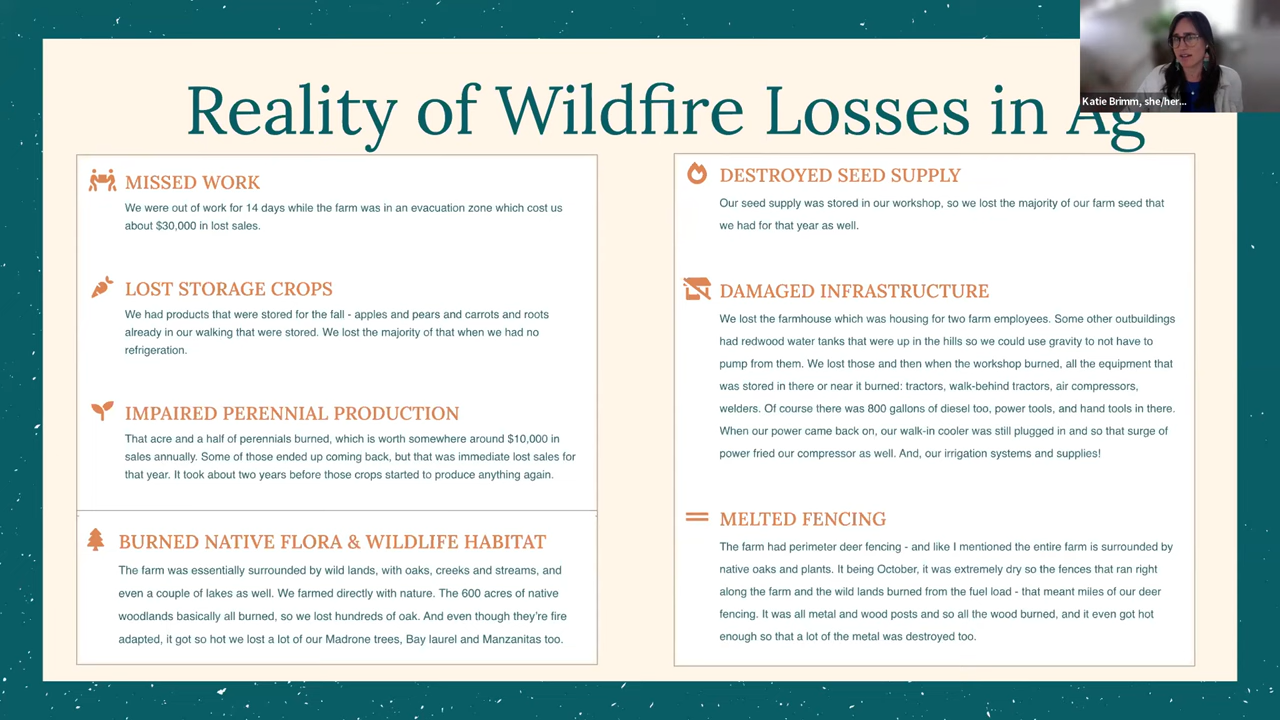 Reality of Wildfire Losses in Ag
Katie Brimm, she/her...
MISSED WORK
We were out of work for 14 days while the farm was in an evacuation zone which cost us
about $30,000 in lost sales.
LOST STORAGE CROPS
We had products that were stored for the fall - apples and pears and carrots and roots
already in our walking that were stored. We lost the majority of that when we had no
refrigeration.
IMPAIRED PERENNIAL PRODUCTION
That acre and a half of perennials burned, which is worth somewhere around $10,000 in
sales annually. Some of those ended up coming back, but that was immediate lost sales for
that year. It took about two years before those crops started to produce anything again.
BURNED NATIVE FLORA & WILDLIFE HABITAT
The farm was essentially surrounded by wild lands, with oaks, creeks and streams, and
even a couple of lakes as well. We farmed directly with nature. The 600 acres of native
woodlands basically all burned, so we lost hundreds of oak. And even though they're fire
adapted, it got so hot we lost a lot of our Madrone trees, Bay laurel and Manzanitas too.
DESTROYED SEED SUPPLY
Our seed supply was stored in our workshop, so we lost the majority of our farm seed that
we had for that year as well.
DAMAGED INFRASTRUCTURE
We lost the farmhouse which was housing for two farm employees. Some other outbuildings
had redwood water tanks that were up in the hills so we could use gravity to not have to
pump from them. We lost those and then when the workshop burned, all the equipment that
was stored in there or near it burned: tractors, walk-behind tractors, air compressors,
welders. Of course there was 800 gallons of diesel too, power tools, and hand tools in there.
When our power came back on, our walk-in cooler was still plugged in and so that surge of
power fried our compressor as well. And, our irrigation systems and supplies!
MELTED FENCING
The farm had perimeter deer fencing - and like I mentioned the entire farm is surrounded by
native oaks and plants. It being October, it was extremely dry so the fences that ran right
along the farm and the wild lands burned from the fuel load - that meant miles of our deer
fencing. It was all metal and wood posts and so all the wood burned, and it even got hot
enough so that a lot of the metal was destroyed too.